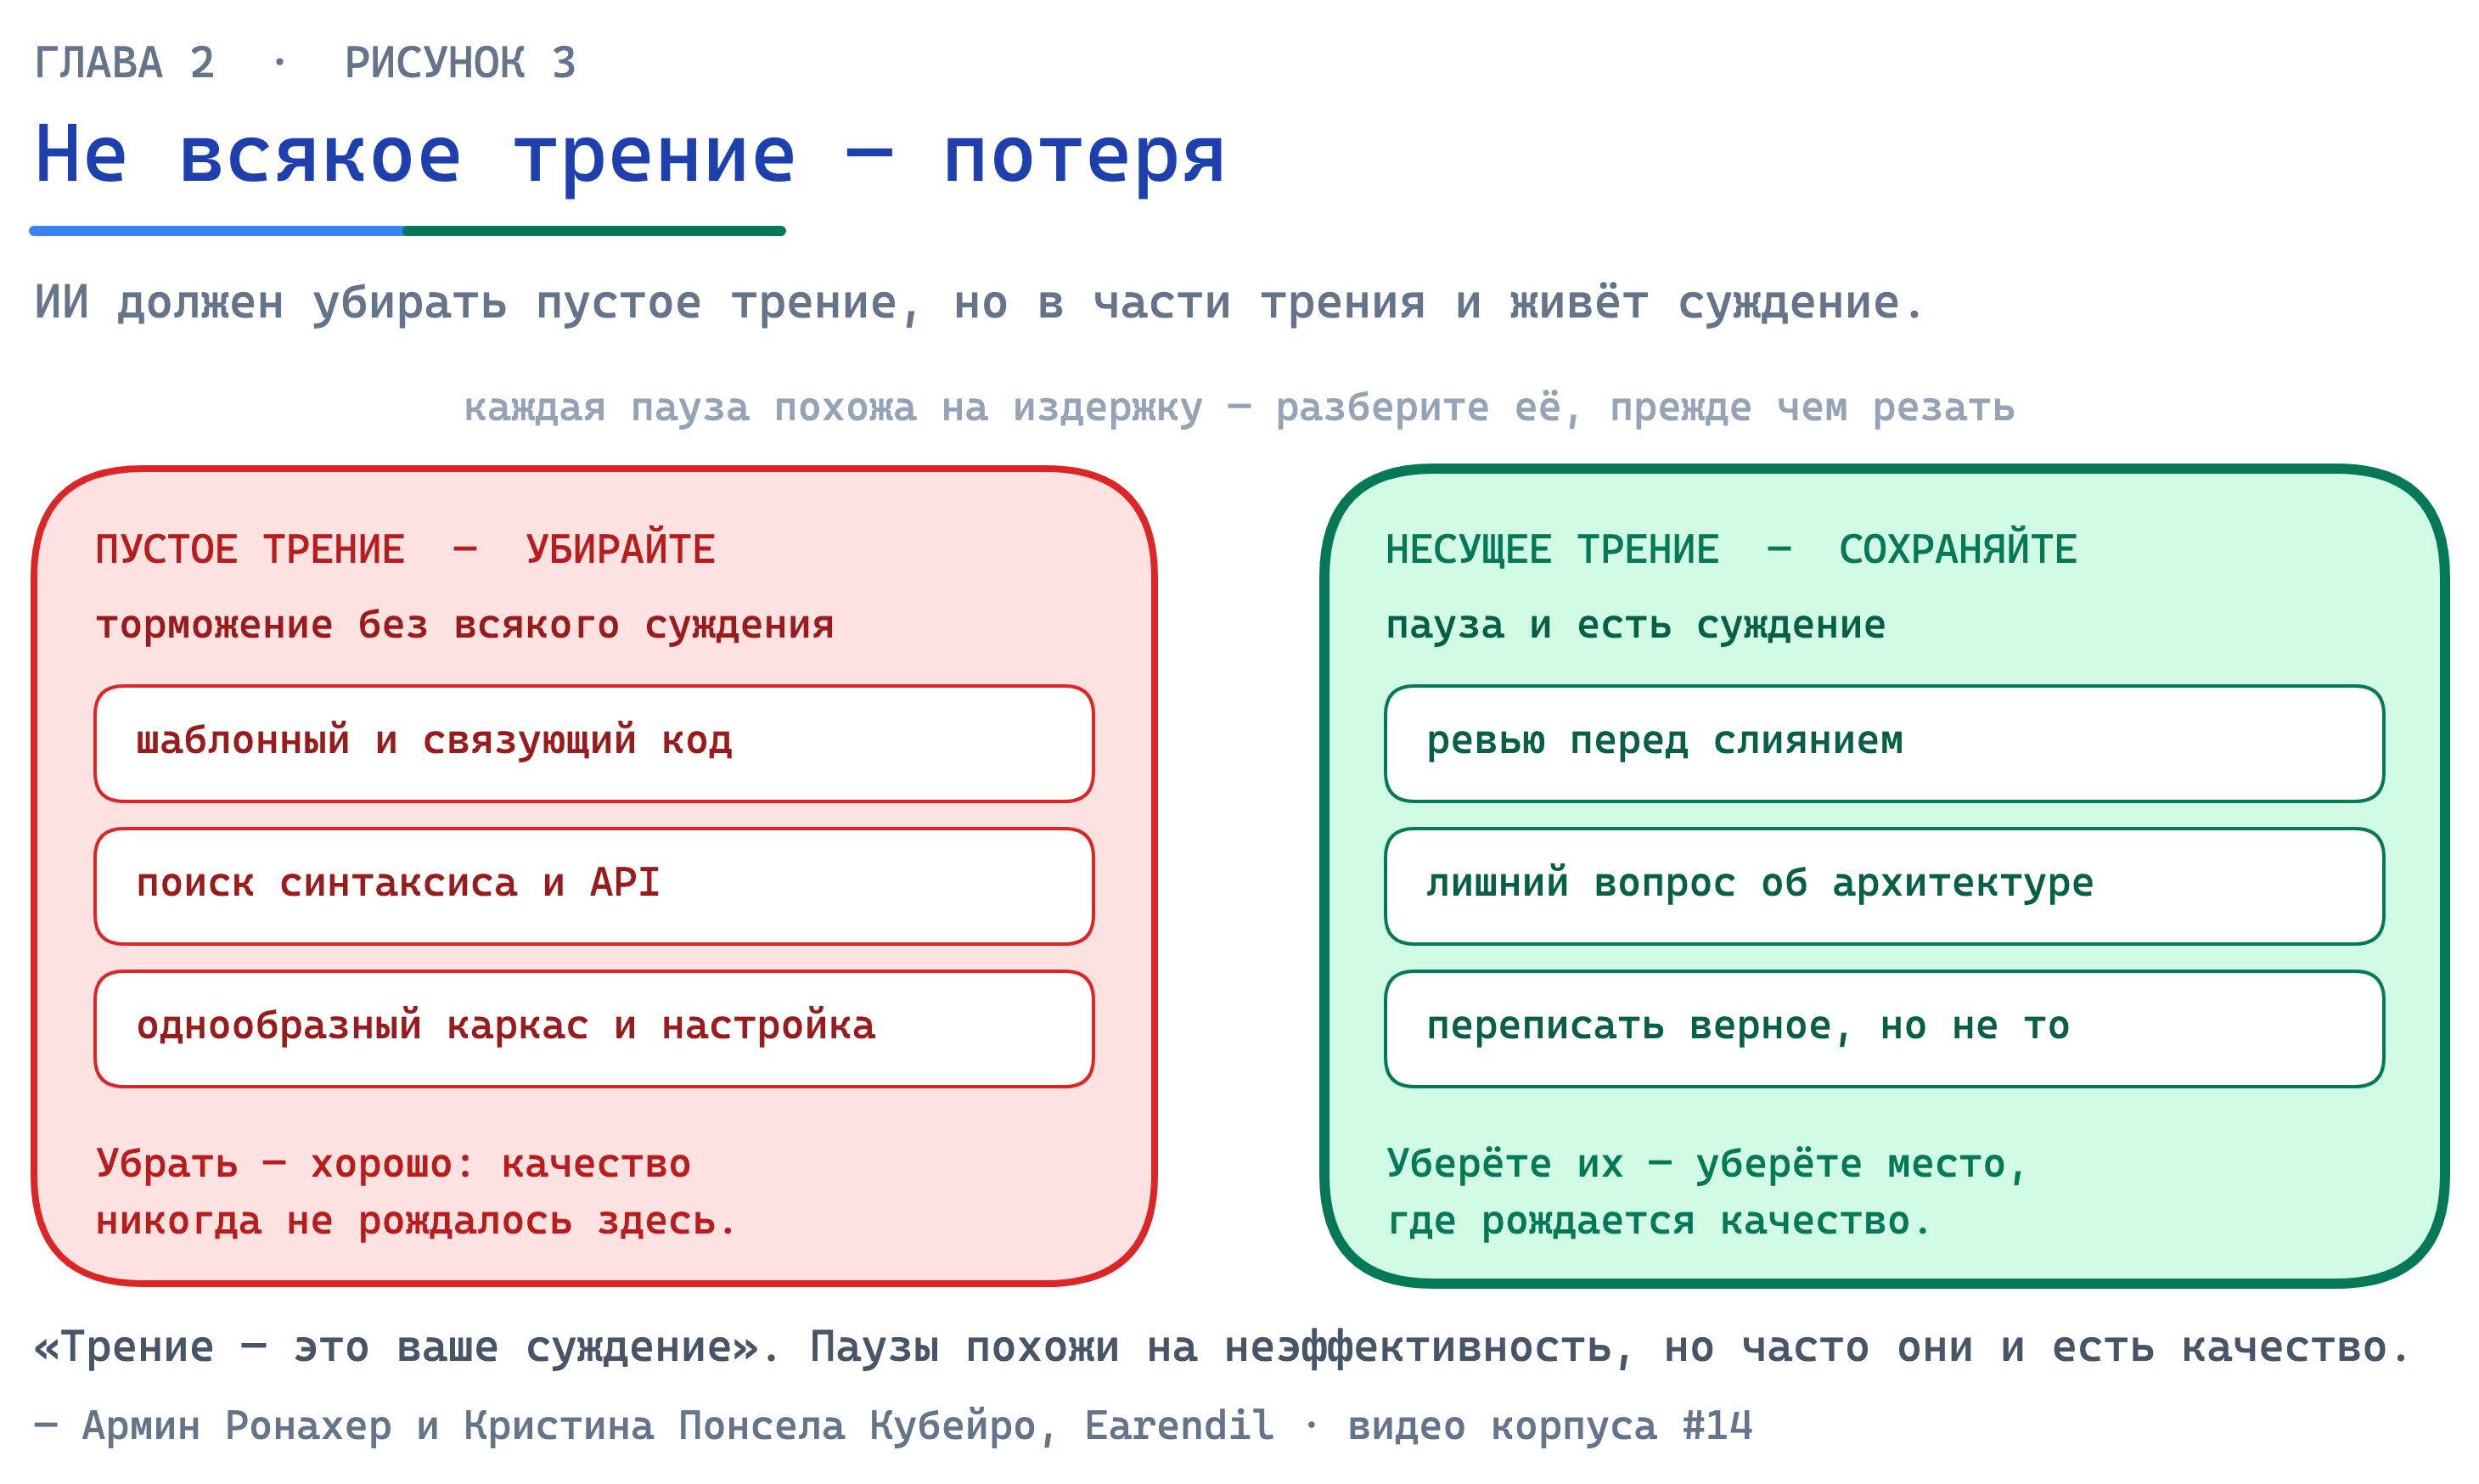 ГЛАВА 2 · РИСУНОК 3
Не всякое трение — потеря
ИИ должен убирать пустое трение, но в части трения и живёт суждение.
каждая пауза похожа на издержку — разберите её, прежде чем резать
ПУСТОЕ ТРЕНИЕ — УБИРАЙТЕ
торможение без всякого суждения
шаблонный и связующий код
поиск синтаксиса и API
однообразный каркас и настройка
Убрать — хорошо: качество
никогда не рождалось здесь.
НЕСУЩЕЕ ТРЕНИЕ — СОХРАНЯЙТЕ
пауза и есть суждение
ревью перед слиянием
лишний вопрос об архитектуре
переписать верное, но не то
Уберёте их — уберёте место,
где рождается качество.
«Трение — это ваше суждение». Паузы похожи на неэффективность, но часто они и есть качество.
— Армин Ронахер и Кристина Понсела Кубейро, Earendil · видео корпуса #14